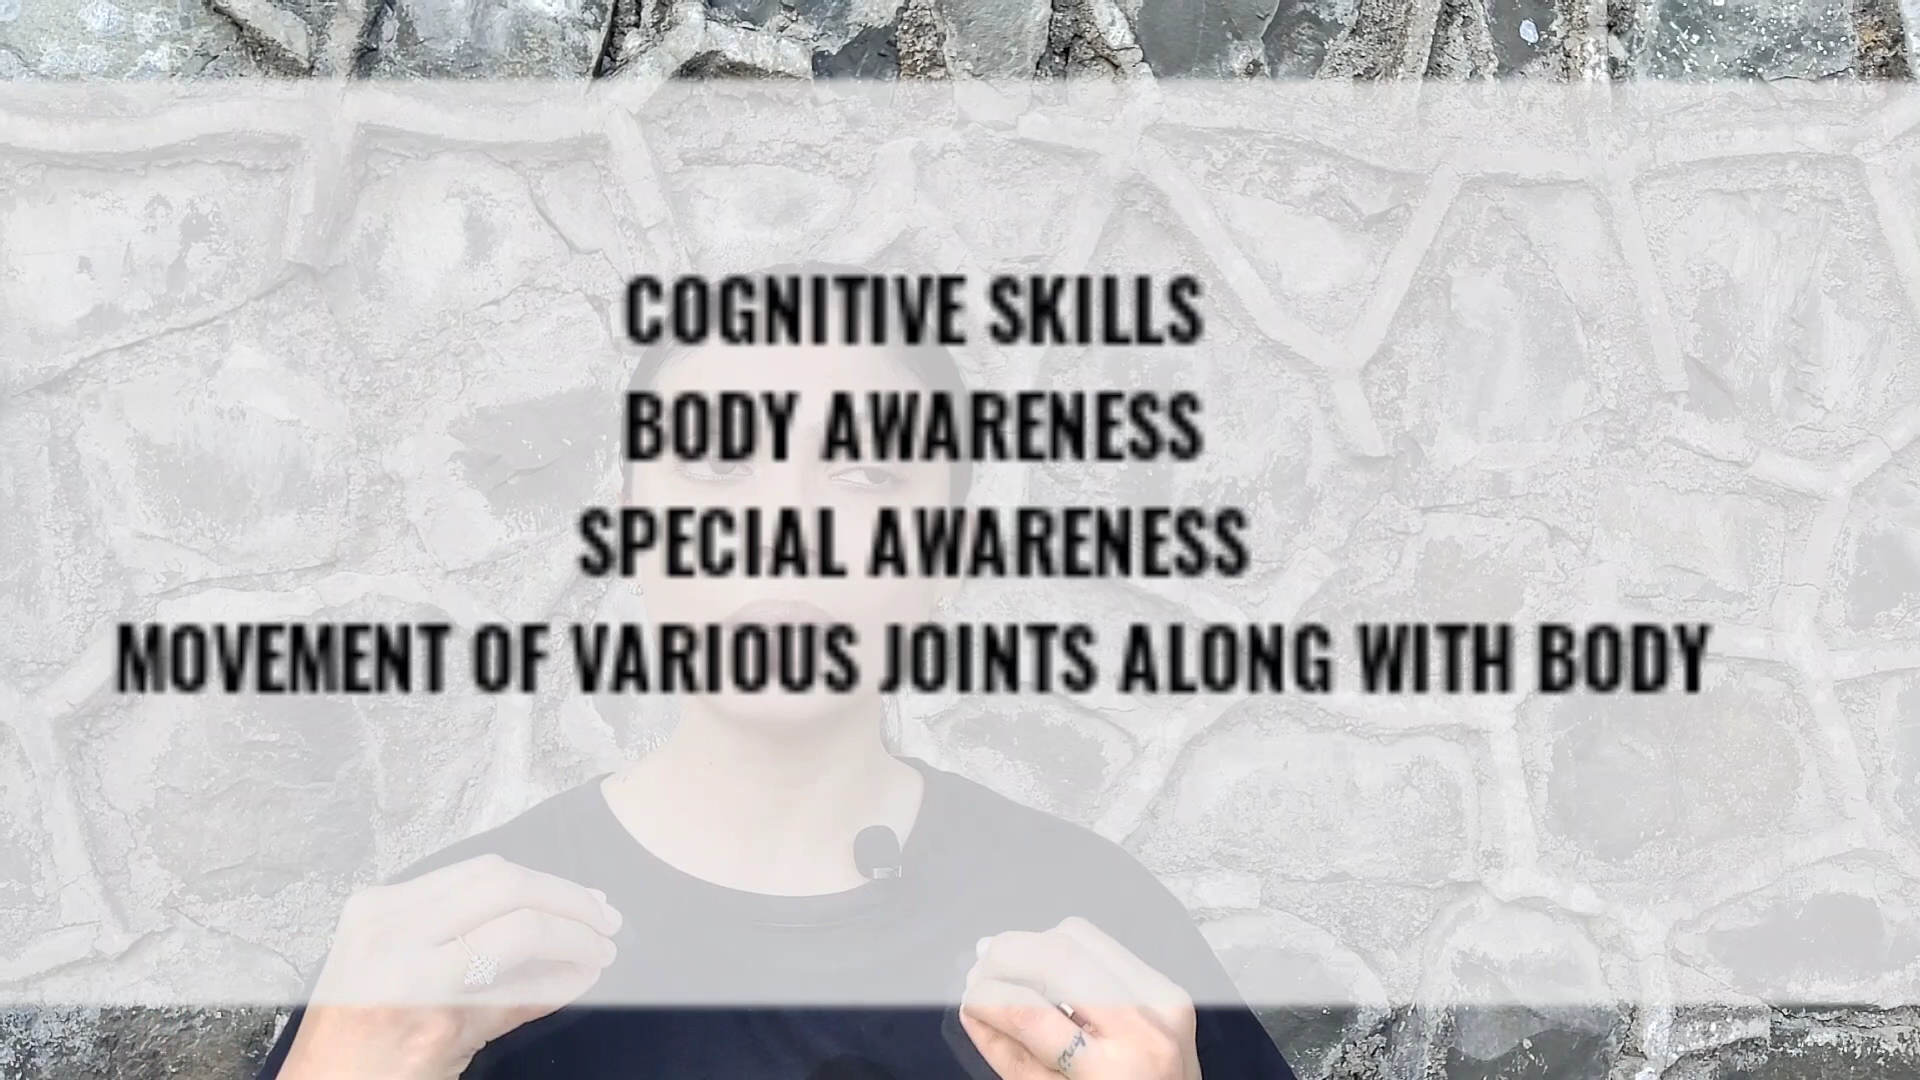 COGNITIVE SKILLS
BODY AWARENESS
SPECIAL AWARENESS
MOVEMENT OF VARIOUS JOINTS ALONG WITH BODY